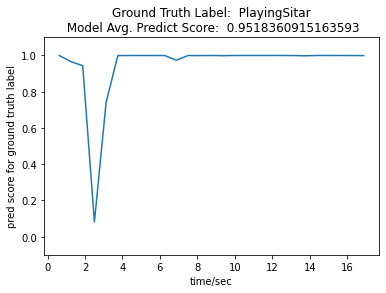 Ground Truth Label:  PlayingSitar
Model Avg. Predict Score:  0.9518360915163593
pred score for ground truth label
1.0
0.8
0.6
0.4
0.2
0.0
0 2 4 6 8 10 12 14 16
time/sec